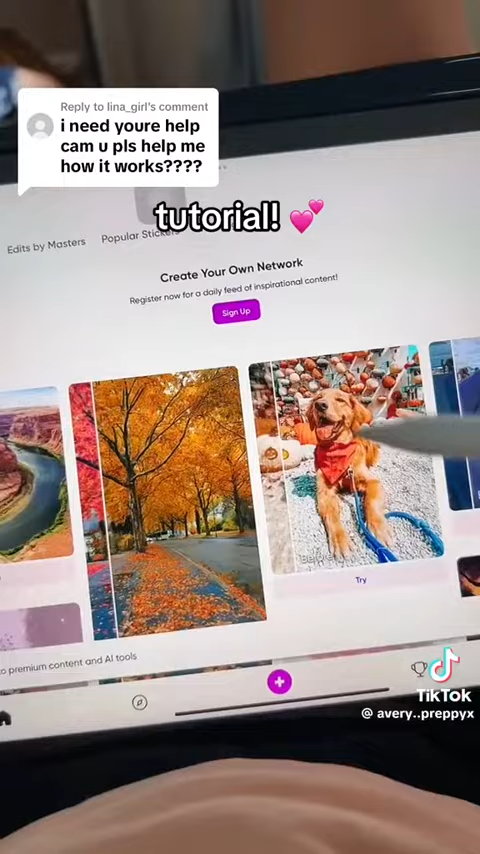 Reply to lina_girl's comment
i need youre help
cam u pls help me
how it works????
tutorial! 💕
Edits by Masters
Popular
Create Your Own Network
Register now for a daily feed of inspirational content!
Sign Up
Try
to premium content and AI tools
TikTok
@ avery..preppyx